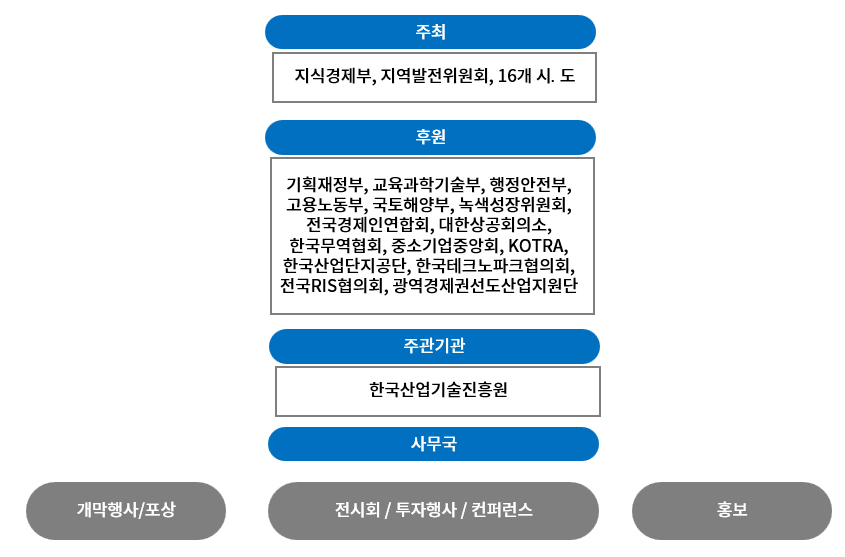 주최
지식경제부, 지역발전위원회, 16개 시. 도
후원
기획재정부, 교육과학기술부, 행정안전부,
고용노동부, 국토해양부, 녹색성장위원회,
전국경제인연합회, 대한상공회의소,
한국무역협회, 중소기업중앙회, KOTRA,
한국산업단지공단, 한국테크노파크협의회,
전국RIS협의회, 광역경제권선도산업지원단
주관기관
한국산업기술진흥원
사무국
개막행사/포상
전시회 / 투자행사 / 컨퍼런스
홍보